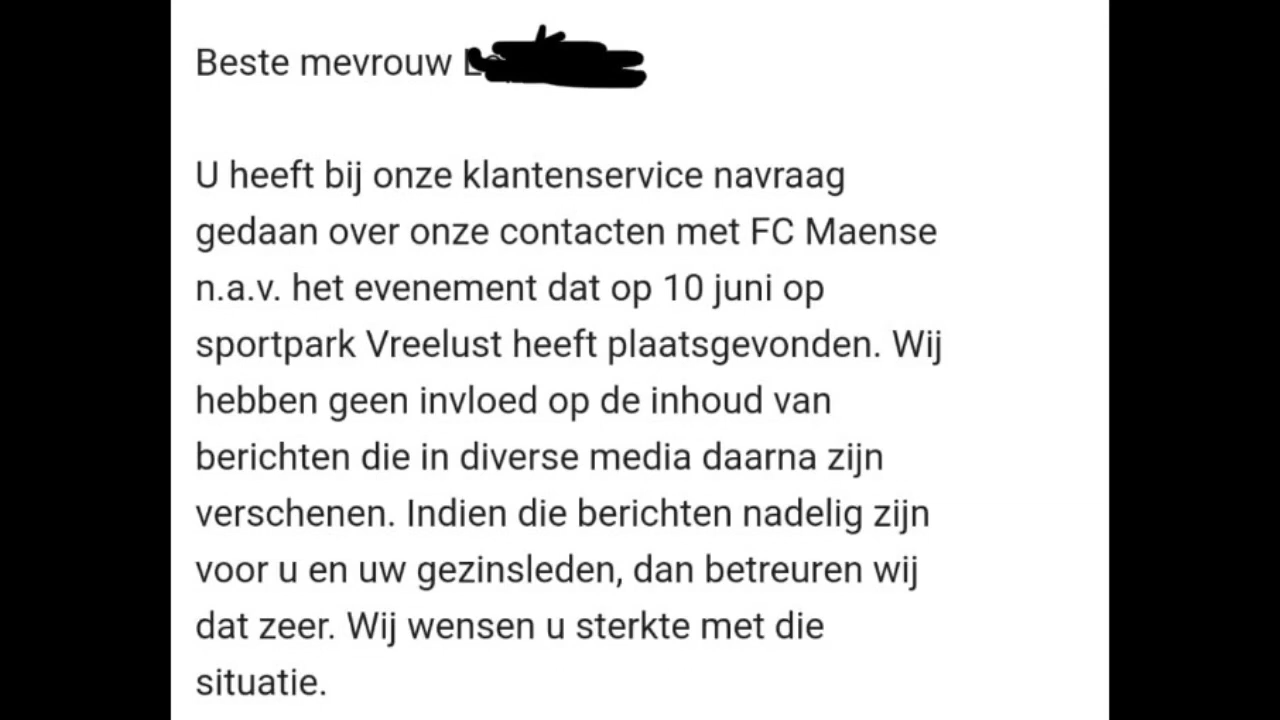 Beste mevrouw
U heeft bij onze klantenservice navraag
gedaan over onze contacten met FC Maense
n.a.v. het evenement dat op 10 juni op
sportpark Vreelust heeft plaatsgevonden. Wij
hebben geen invloed op de inhoud van
berichten die in diverse media daarna zijn
verschenen. Indien die berichten nadelig zijn
voor u en uw gezinsleden, dan betreuren wij
dat zeer. Wij wensen u sterkte met die
situatie.